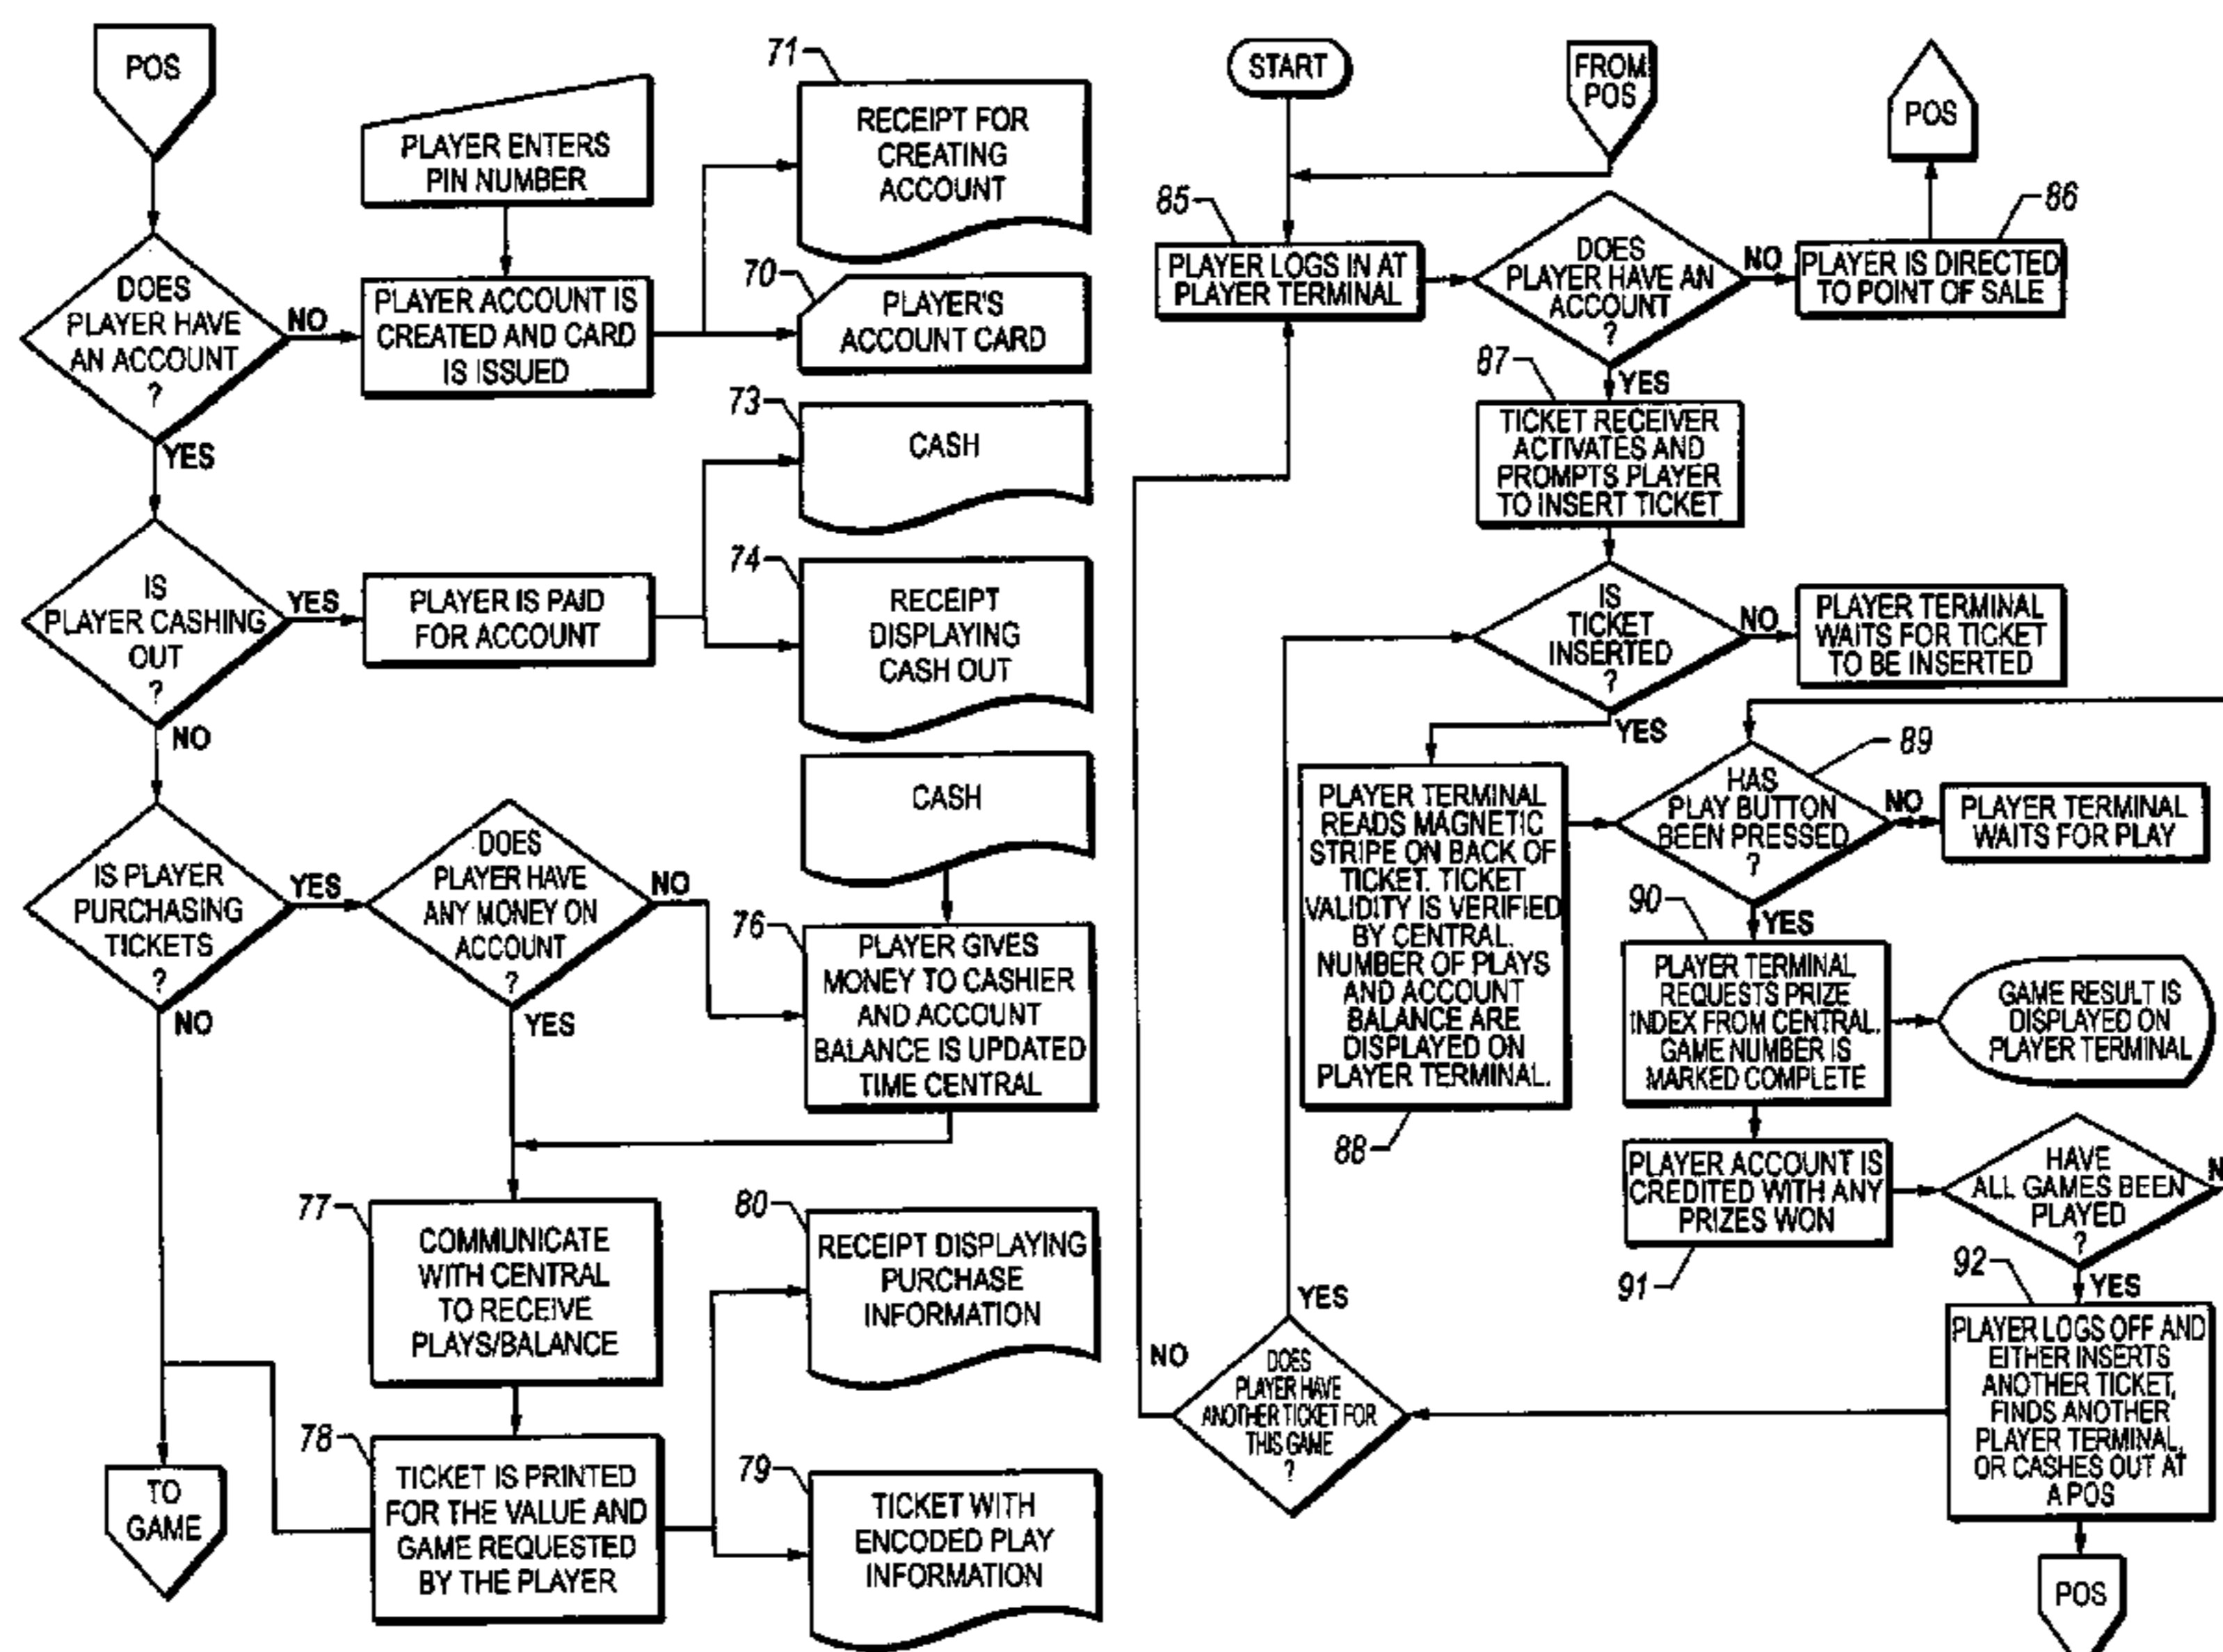 POS
DOES
PLAYER HAVE
AN ACCOUNT
?
NO
YES
PLAYER ENTERS
PIN NUMBER
PLAYER ACCOUNT IS
CREATED AND CARD
IS ISSUED
71
RECEIPT FOR
CREATING
ACCOUNT
70
PLAYER'S
ACCOUNT CARD
IS
PLAYER CASHING
OUT
?
YES
NO
PLAYER IS PAID
FOR ACCOUNT
73
CASH
74
RECEIPT
DISPLAYING
CASH OUT
IS PLAYER
PURCHASING
TICKETS
?
YES
NO
DOES
PLAYER HAVE
ANY MONEY ON
ACCOUNT
?
NO
YES
CASH
76
PLAYER GIVES
MONEY TO CASHIER
AND ACCOUNT
BALANCE IS UPDATED
TIME CENTRAL
77
COMMUNICATE
WITH CENTRAL
TO RECEIVE
PLAYS/BALANCE
78
TICKET IS PRINTED
FOR THE VALUE AND
GAME REQUESTED
BY THE PLAYER
80
RECEIPT DISPLAYING
PURCHASE
INFORMATION
79
TICKET WITH
ENCODED PLAY
INFORMATION
TO
GAME
START
FROM
POS
POS
85
PLAYER LOGS IN AT
PLAYER TERMINAL
DOES
PLAYER HAVE AN
ACCOUNT
?
NO
YES
86
PLAYER IS DIRECTED
TO POINT OF SALE
87
TICKET RECEIVER
ACTIVATES AND
PROMPTS PLAYER
TO INSERT TICKET
IS
TICKET
INSERTED
?
NO
YES
PLAYER TERMINAL
WAITS FOR TICKET
TO BE INSERTED
PLAYER TERMINAL
READS MAGNETIC
STRIPE ON BACK OF
TICKET. TICKET
VALIDITY IS VERIFIED
BY CENTRAL.
NUMBER OF PLAYS
AND ACCOUNT
BALANCE ARE
DISPLAYED ON
PLAYER TERMINAL.
88
89
HAS
PLAY BUTTON
BEEN PRESSED
?
NO
YES
PLAYER TERMINAL
WAITS FOR PLAY
90
PLAYER TERMINAL
REQUESTS PRIZE
INDEX FROM CENTRAL.
GAME NUMBER IS
MARKED COMPLETE
GAME RESULT IS
DISPLAYED ON
PLAYER TERMINAL
PLAYER ACCOUNT IS
CREDITED WITH ANY
PRIZES WON
91
HAVE
ALL GAMES BEEN
PLAYED
?
N
YES
92
PLAYER LOGS OFF AND
EITHER INSERTS
ANOTHER TICKET,
FINDS ANOTHER
PLAYER TERMINAL,
OR CASHES OUT AT
A POS
DOES
PLAYER HAVE
ANOTHER TICKET FOR
THIS GAME
?
YES
NO
POS